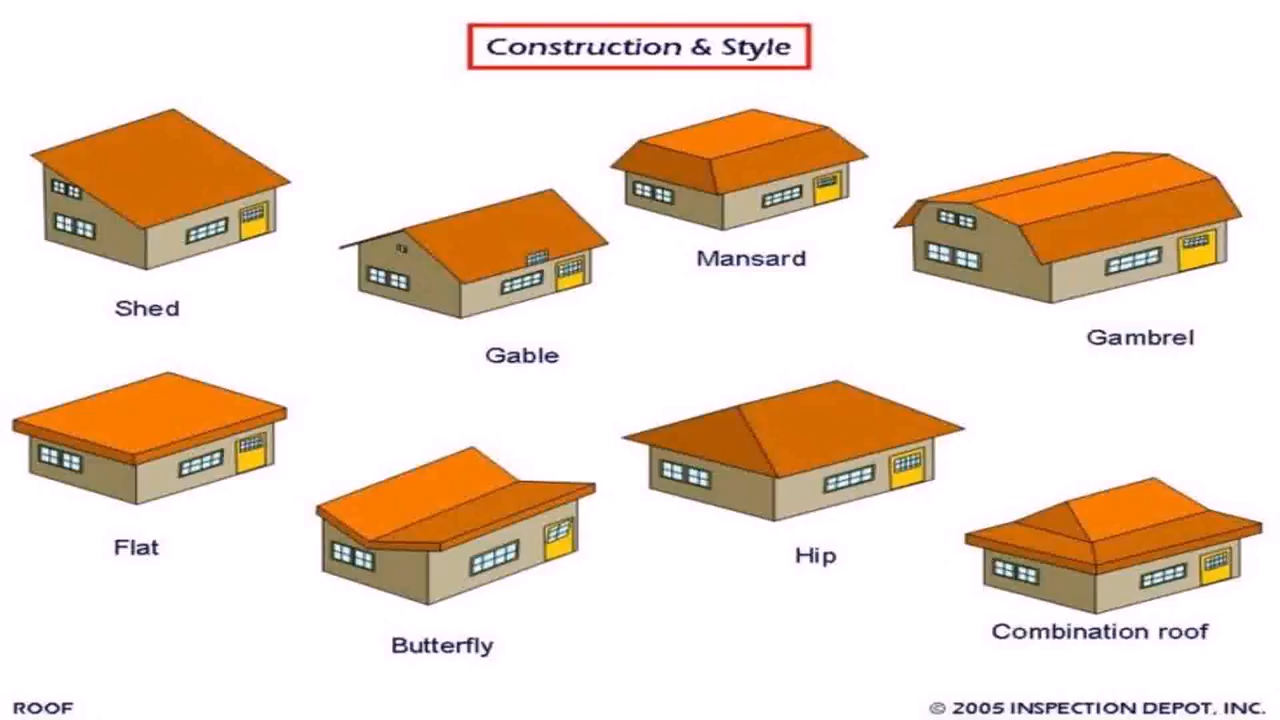 Construction & Style
Shed
Gable
Mansard
Gambrel
Flat
Butterfly
Hip
Combination roof
ROOF
© 2005 INSPECTION DEPOT, INC.